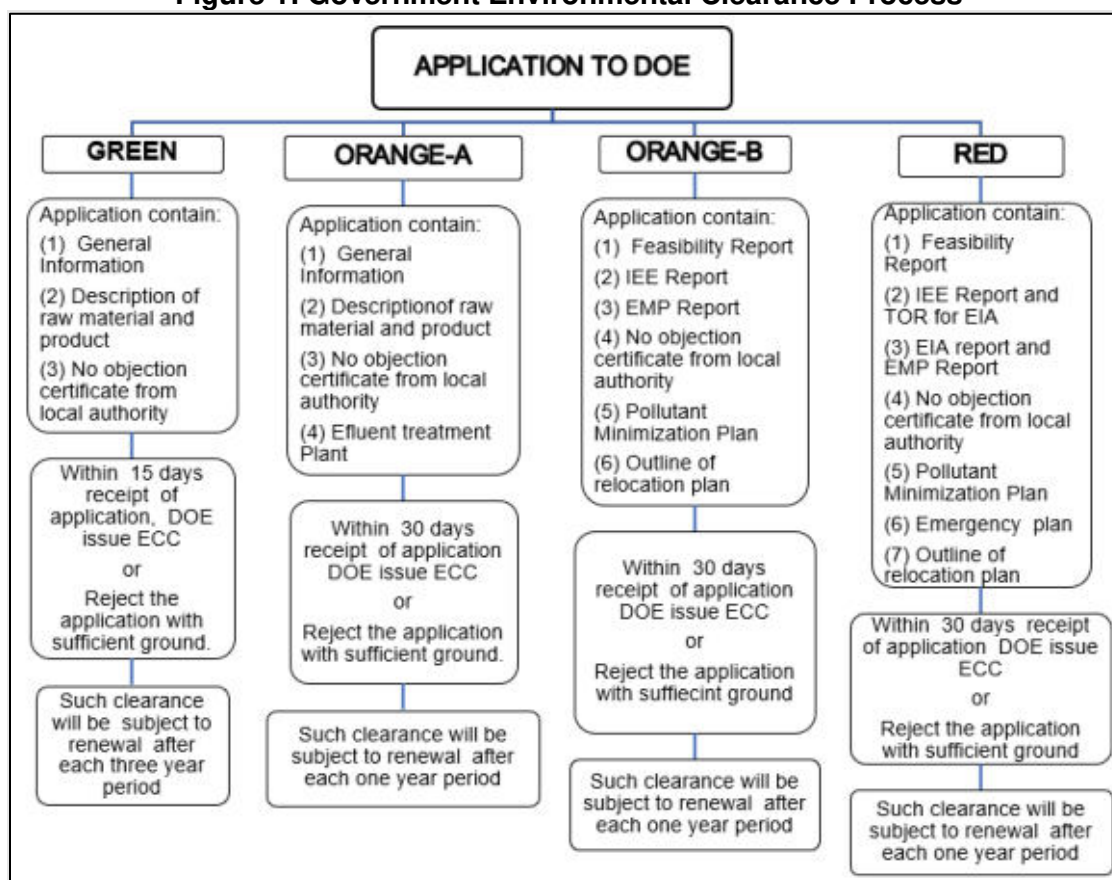 Figure 1: Government Environmental Clearance Process
APPLICATION TO DOE
GREEN
Application contain:
(1) General
Information
(2) Description of
raw material and
product
(3) No objection
certificate from
local authority
Within 15 days
receipt of
application, DOE
issue ECC
or
Reject the
application with
sufficient ground.
Such clearance
will be subject to
renewal after
each three year
period
ORANGE-A
Application contain:
(1) General
Information
(2) Descriptionof raw
material and product
(3) No objection
certificate from local
authority
(4) Efluent treatment
Plant
Within 30 days
receipt of application
DOE issue ECC
or
Reject the application
with sufficient ground.
Such clearance will be
subject to renewal after
each one year period
ORANGE-B
Application contain:
(1) Feasibility Report
(2) IEE Report
(3) EMP Report
(4) No objection
certificate from local
authority
(5) Pollutant
Minimization Plan
(6) Outline of
relocation plan
Within 30 days
receipt of application
DOE issue ECC
or
Reject the application
with suffiecint ground
Such clearance will be
subject to renewal after
each one year period
RED
Application contain:
(1) Feasibility
Report
(2) IEE Report and
TOR for EIA
(3) EIA report and
EMP Report
(4) No objection
certificate from local
authority
(5) Pollutant
Minimization Plan
(6) Emergency plan
(7) Outline of
relocation plan
Within 30 days receipt
of application DOE issue
ECC
or
Reject the application
with sufficient ground
Such clearance will be
subject to renewal after
each one year period